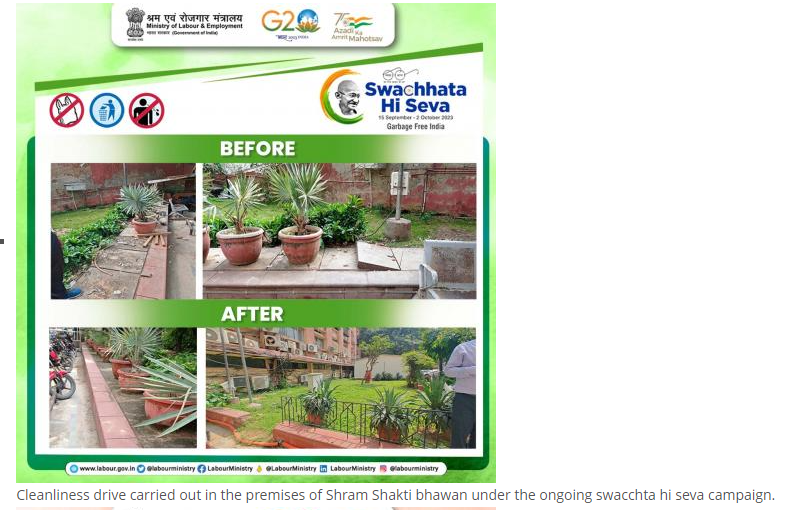 श्रम एवं रोजगार मंत्रालय
Ministry of Labour & Employment
भारत सरकार (Government of India)
G20
भारत 2023 INDIA
Azadi Ka
Amrit Mahotsav
Swachhata
Hi Seva
15 September - 2 October 2023
Garbage Free India
BEFORE
AFTER
www.labour.gov.in @labourministry LabourMinistry @LabourMinistry LabourMinistry @labourministry
Cleanliness drive carried out in the premises of Shram Shakti bhawan under the ongoing swacchta hi seva campaign.